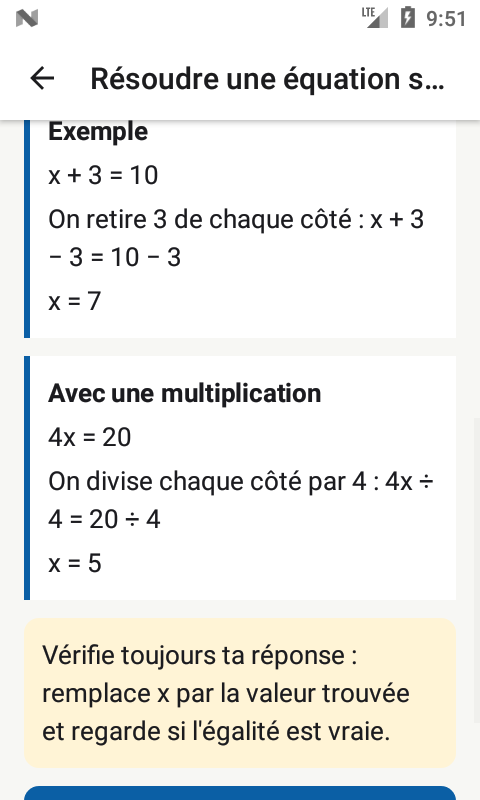 LTE 9:51
Résoudre une équation s...
Exemple
x + 3 = 10
On retire 3 de chaque côté : x + 3
− 3 = 10 − 3
x = 7
Avec une multiplication
4x = 20
On divise chaque côté par 4 : 4x ÷
4 = 20 ÷ 4
x = 5
Vérifie toujours ta réponse :
remplace x par la valeur trouvée
et regarde si l'égalité est vraie.